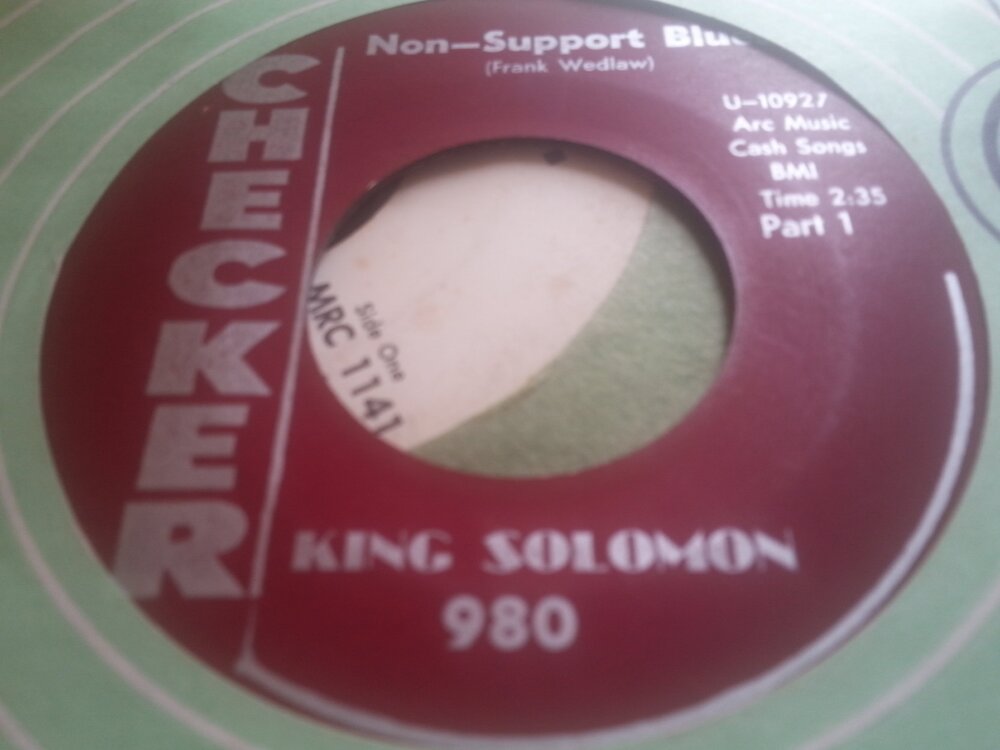 CHECKER
Non-Support
(Frank Wedlaw)
U-10927
Arc Music
Cash Songs
BMI
Time 2:35
Part 1
Side One
MRC 1141
KING SOLOMON
980